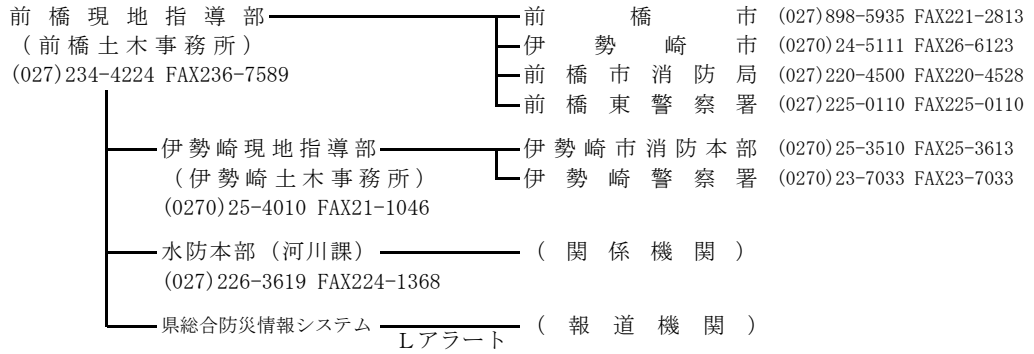 前橋現地指導部 前橋市 (027)898-5935 FAX221-2813
(前橋土木事務所) 伊勢崎市 (0270)24-5111 FAX26-6123
(027)234-4224 FAX236-7589 前橋市消防局 (027)220-4500 FAX220-4528
前橋東警察署 (027)225-0110 FAX225-0110
伊勢崎現地指導部 伊勢崎市消防本部 (0270)25-3510 FAX25-3613
(伊勢崎土木事務所) 伊勢崎警察署 (0270)23-7033 FAX23-7033
(0270)25-4010 FAX21-1046
水防本部(河川課) (関係機関)
(027)226-3619 FAX224-1368
県総合防災情報システム (報道機関)
Lアラート